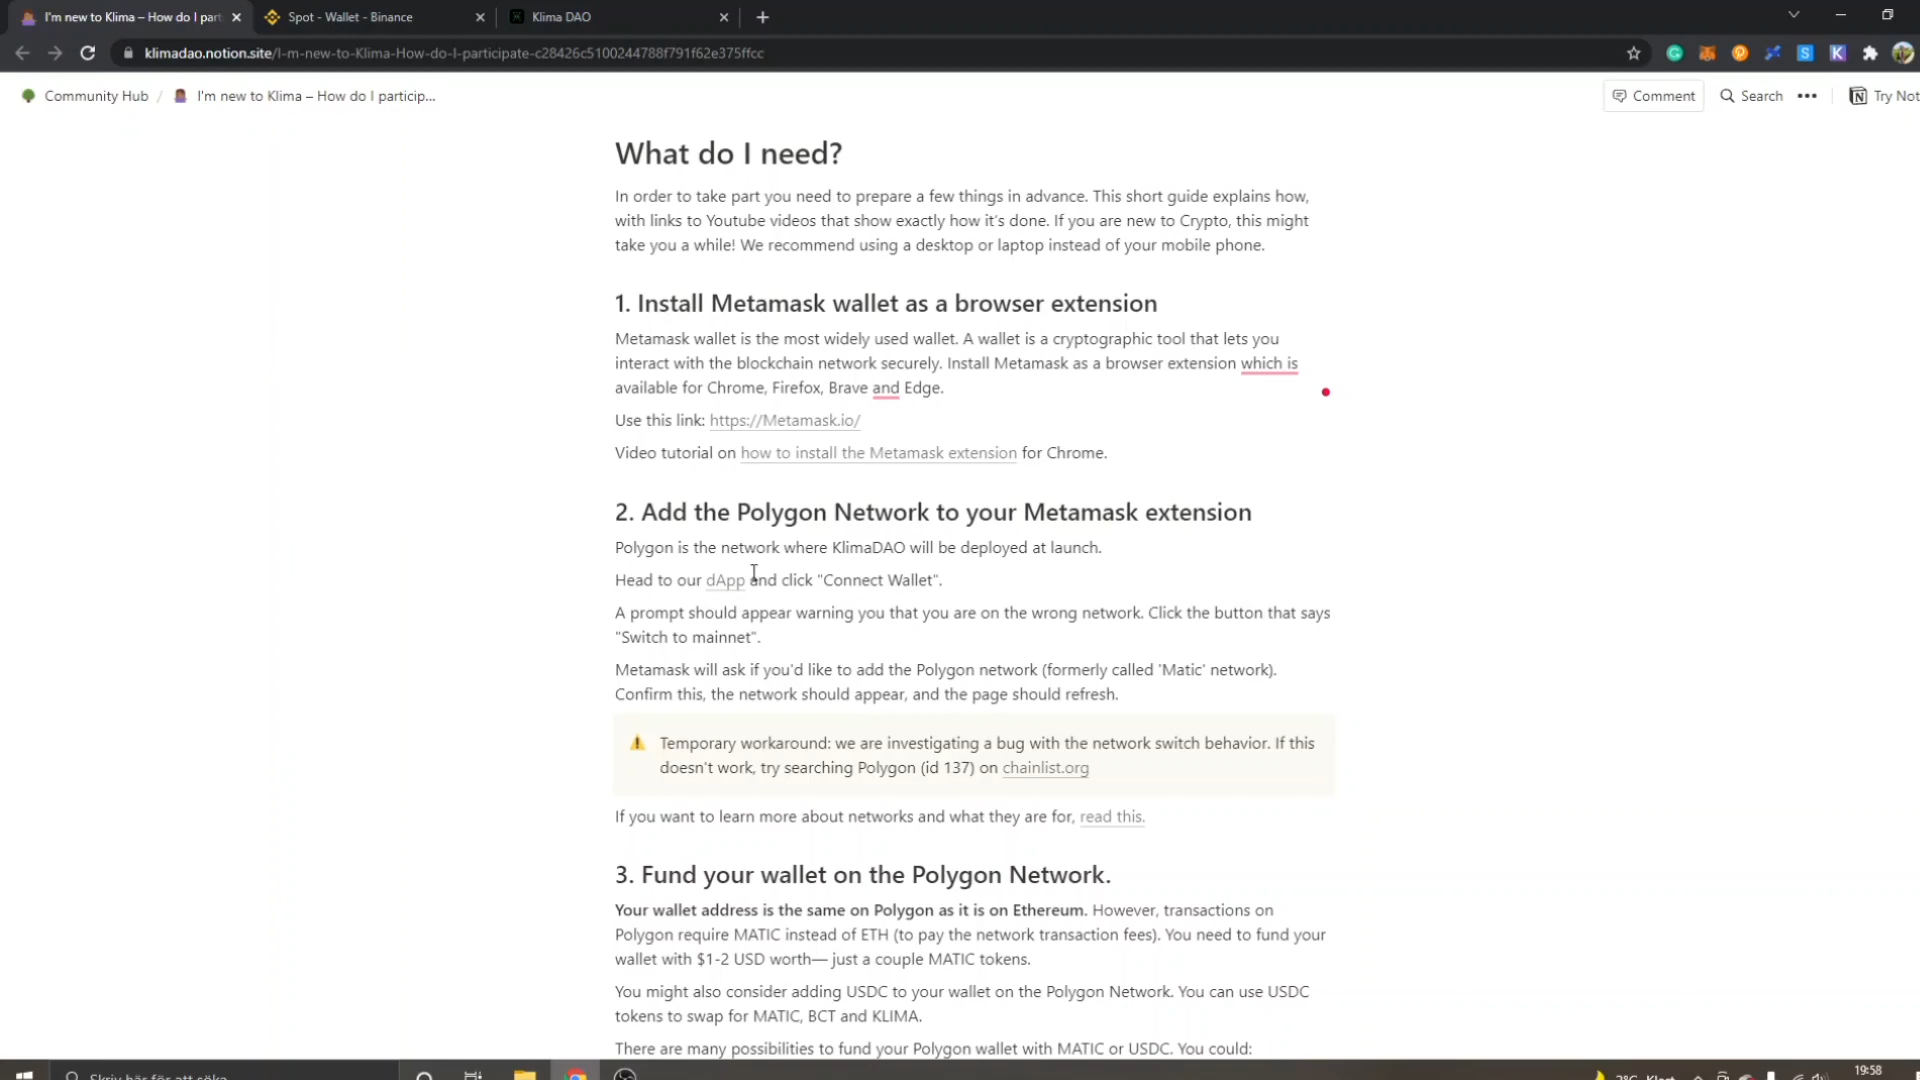 I'm new to Klima – How do I part
Spot - Wallet - Binance
Klima DAO
klimadao.notion.site/I-m-new-to-Klima-How-do-I-participate-c28426c5100244788f791f62e375ffcc
Community Hub / I'm new to Klima – How do I particip...
Comment
Search
Try Not
What do I need?
In order to take part you need to prepare a few things in advance. This short guide explains how,
with links to Youtube videos that show exactly how it's done. If you are new to Crypto, this might
take you a while! We recommend using a desktop or laptop instead of your mobile phone.
1. Install Metamask wallet as a browser extension
Metamask wallet is the most widely used wallet. A wallet is a cryptographic tool that lets you
interact with the blockchain network securely. Install Metamask as a browser extension which is
available for Chrome, Firefox, Brave and Edge.
Use this link: https://Metamask.io/
Video tutorial on how to install the Metamask extension for Chrome.
2. Add the Polygon Network to your Metamask extension
Polygon is the network where KlimaDAO will be deployed at launch.
Head to our dApp and click "Connect Wallet".
A prompt should appear warning you that you are on the wrong network. Click the button that says
"Switch to mainnet".
Metamask will ask if you'd like to add the Polygon network (formerly called 'Matic' network).
Confirm this, the network should appear, and the page should refresh.
Temporary workaround: we are investigating a bug with the network switch behavior. If this
doesn't work, try searching Polygon (id 137) on chainlist.org
If you want to learn more about networks and what they are for, read this.
3. Fund your wallet on the Polygon Network.
Your wallet address is the same on Polygon as it is on Ethereum. However, transactions on
Polygon require MATIC instead of ETH (to pay the network transaction fees). You need to fund your
wallet with $1-2 USD worth— just a couple MATIC tokens.
You might also consider adding USDC to your wallet on the Polygon Network. You can use USDC
tokens to swap for MATIC, BCT and KLIMA.
There are many possibilities to fund your Polygon wallet with MATIC or USDC. You could:
Skriv här för att söka
19:58